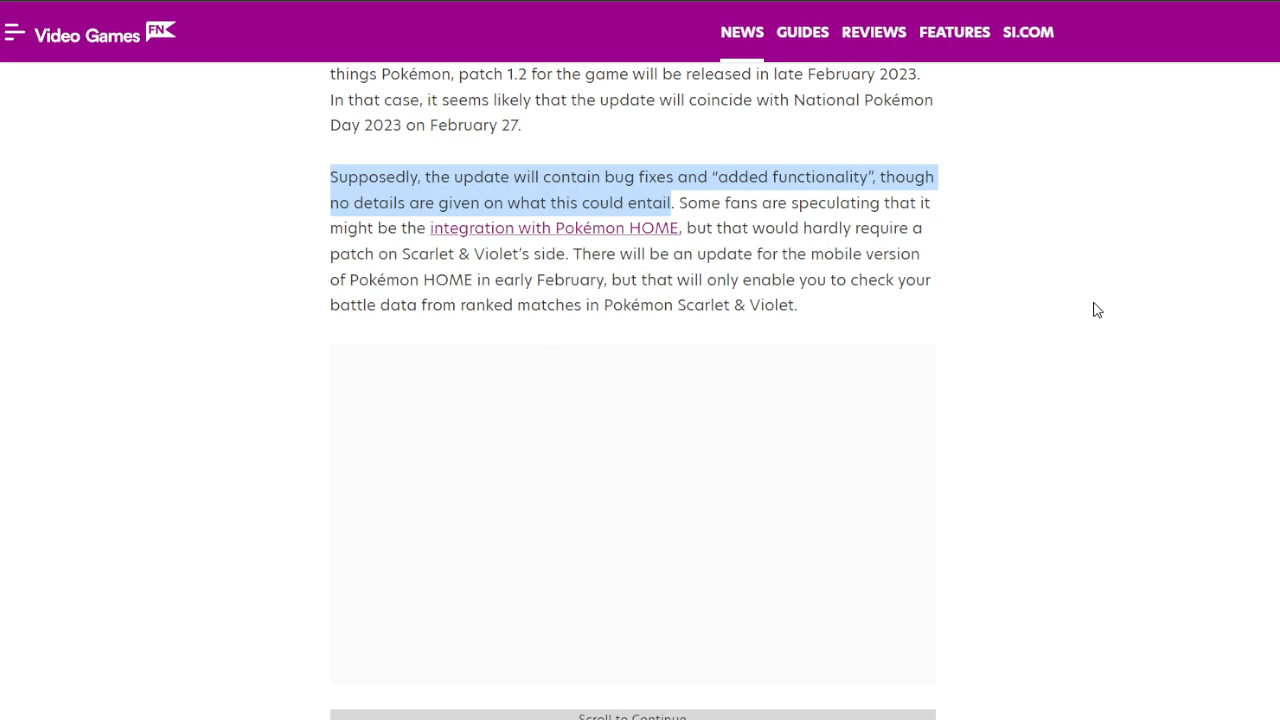 Video Games FN NEWS GUIDES REVIEWS FEATURES SI.COM
things Pokémon, patch 1.2 for the game will be released in late February 2023.
In that case, it seems likely that the update will coincide with National Pokémon
Day 2023 on February 27.
Supposedly, the update will contain bug fixes and “added functionality”, though
no details are given on what this could entail. Some fans are speculating that it
might be the integration with Pokémon HOME, but that would hardly require a
patch on Scarlet & Violet’s side. There will be an update for the mobile version
of Pokémon HOME in early February, but that will only enable you to check your
battle data from ranked matches in Pokémon Scarlet & Violet.
Scroll to Continue